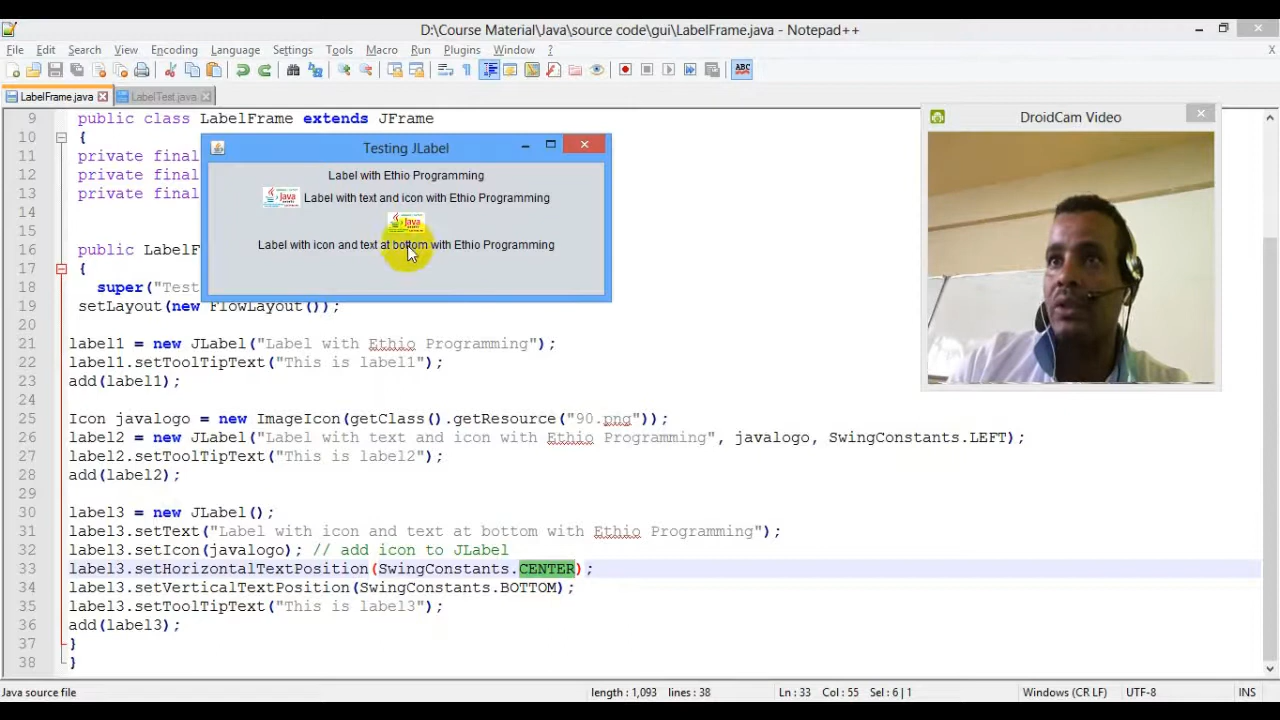 D:\Course Material\Java\source code\gui\LabelFrame.java - Notepad++
File Edit Search View Encoding Language Settings Tools Macro Run Plugins Window ?
X
ABC
LabelFrame.java LabelTest.java
DroidCam Video
Testing JLabel
Label with Ethio Programming
Java Label with text and icon with Ethio Programming
Java
Label with icon and text at bottom with Ethio Programming
9 public class LabelFrame extends JFrame
10 {
11 private final
12 private final
13 private final
14
16 public LabelF
17 {
18 super("Test
19 setLayout(new FlowLayout());
20
21 label1 = new JLabel("Label with Ethio Programming");
22 label1.setToolTipText("This is label1");
23 add(label1);
24
25 Icon javalogo = new ImageIcon(getClass().getResource("90.png"));
26 label2 = new JLabel("Label with text and icon with Ethio Programming", javalogo, SwingConstants.LEFT);
27 label2.setToolTipText("This is label2");
28 add(label2);
29
30 label3 = new JLabel();
31 label3.setText("Label with icon and text at bottom with Ethio Programming");
32 label3.setIcon(javalogo); // add icon to JLabel
33 label3.setHorizontalTextPosition(SwingConstants.CENTER);
34 label3.setVerticalTextPosition(SwingConstants.BOTTOM);
35 label3.setToolTipText("This is label3");
36 add(label3);
37 }
38 }
Java source file length : 1,093 lines : 38 Ln : 33 Col : 55 Sel : 6 | 1 Windows (CR LF) UTF-8 INS